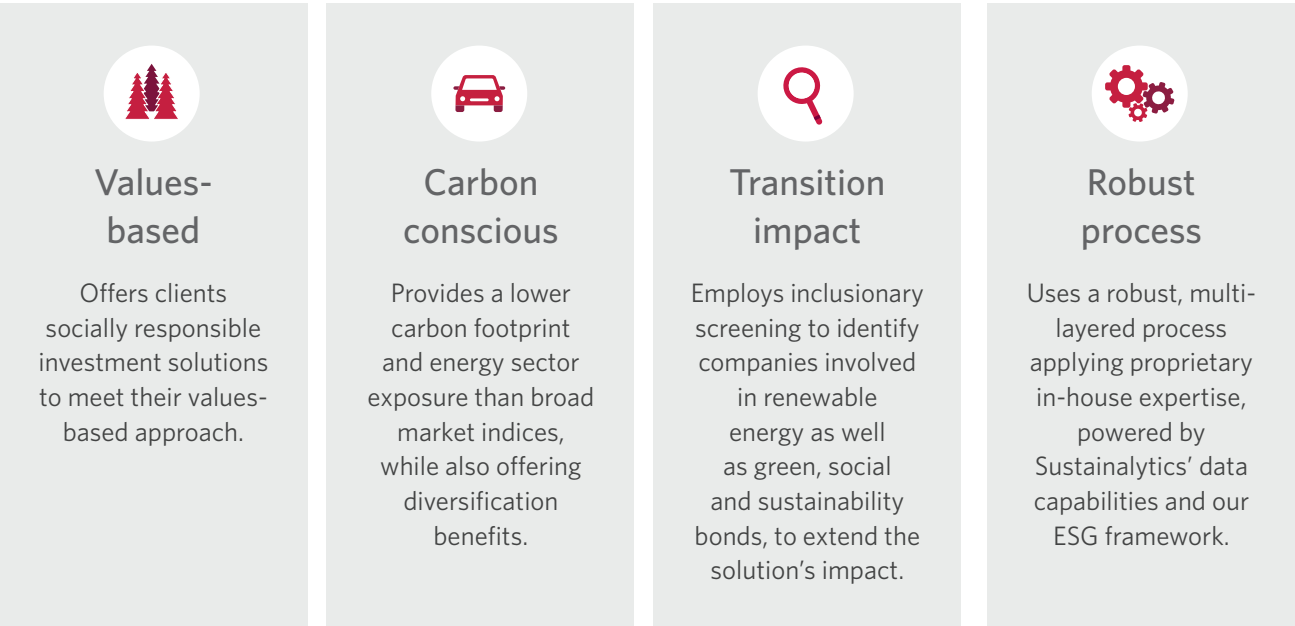 Values-
based
Offers clients
socially responsible
investment solutions
to meet their values-
based approach.
Carbon
conscious
Provides a lower
carbon footprint
and energy sector
exposure than broad
market indices,
while also offering
diversification
benefits.
Transition
impact
Employs inclusionary
screening to identify
companies involved
in renewable
energy as well
as green, social
and sustainability
bonds, to extend the
solution’s impact.
Robust
process
Uses a robust, multi-
layered process
applying proprietary
in-house expertise,
powered by
Sustainalytics’ data
capabilities and our
ESG framework.